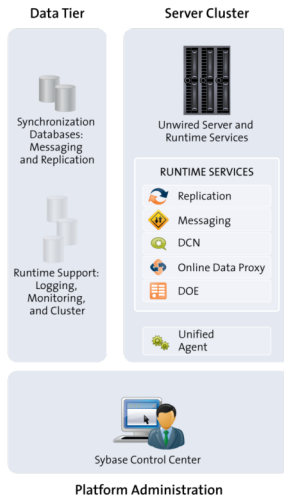 Data Tier
Synchronization
Databases:
Messaging
and Replication
Runtime Support:
Logging,
Monitoring,
and Cluster
Server Cluster
Unwired Server and
Runtime Services
RUNTIME SERVICES
Replication
Messaging
DCN
Online Data Proxy
DOE
Unified
Agent
Sybase Control Center
Platform Administration